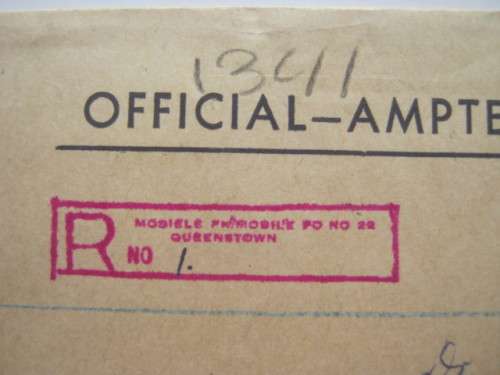 1341
OFFICIAL—AMPTE
R MOBIELE PK/MOBILE PO NO 22
QUEENSTOWN
NO 1.